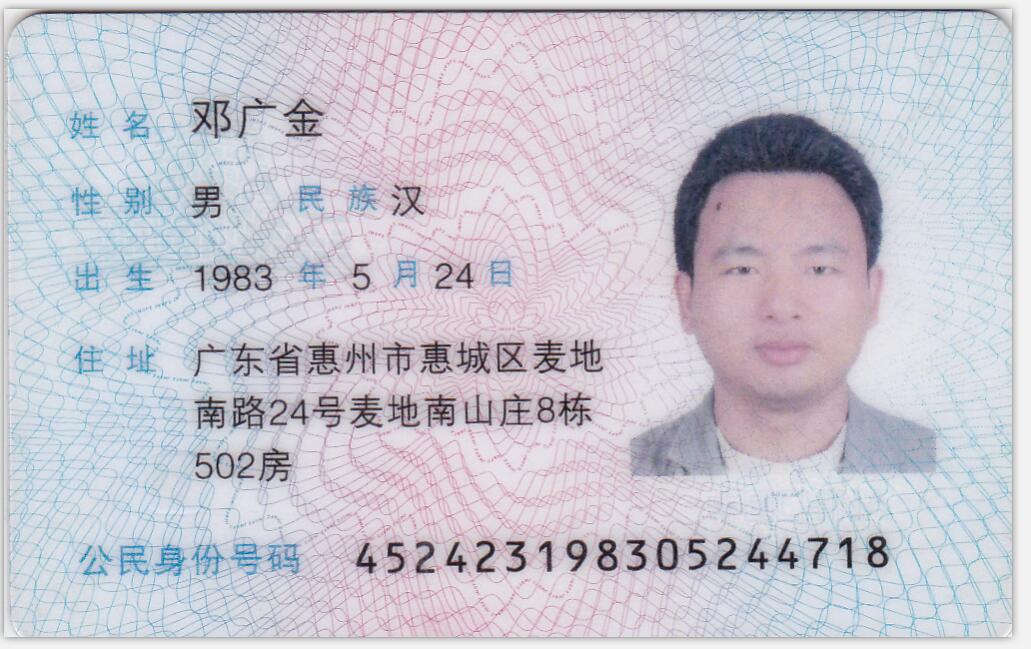 姓名 邓广金
性别 男 民族 汉
出生 1983 年 5 月 24 日
住址 广东省惠州市惠城区麦地
南路24号麦地南山庄8栋
502房
公民身份号码 452423198305244718